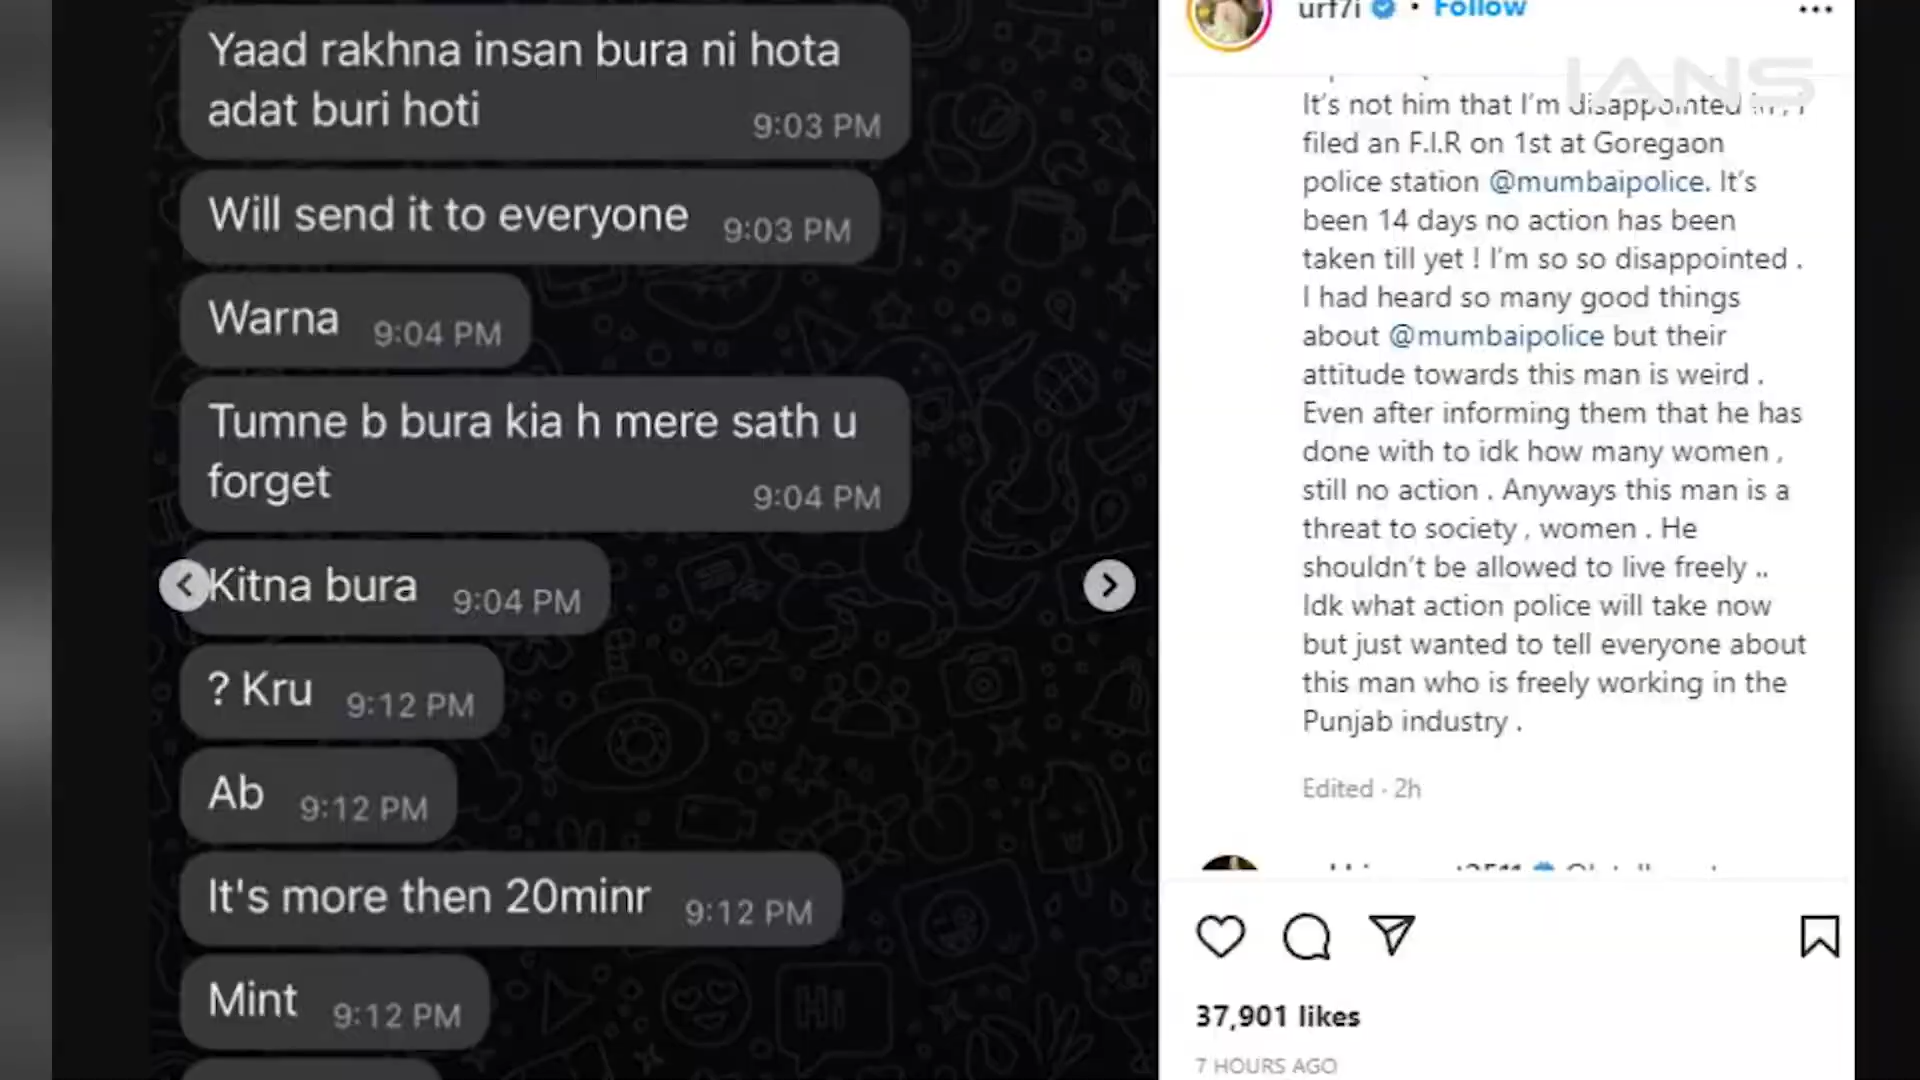 Yaad rakhna insan bura ni hota
adat buri hoti
9:03 PM
Will send it to everyone 9:03 PM
Warna 9:04 PM
Tumne b bura kia h mere sath u
forget
9:04 PM
Kitna bura 9:04 PM
? Kru 9:12 PM
Ab 9:12 PM
It's more then 20minr 9:12 PM
Mint 9:12 PM
urf7i • Follow
IANS
It's not him that I'm disappointed in , I
filed an F.I.R on 1st at Goregaon
police station @mumbaipolice. It's
been 14 days no action has been
taken till yet ! I'm so so disappointed .
I had heard so many good things
about @mumbaipolice but their
attitude towards this man is weird .
Even after informing them that he has
done with to idk how many women ,
still no action . Anyways this man is a
threat to society , women . He
shouldn't be allowed to live freely ..
Idk what action police will take now
but just wanted to tell everyone about
this man who is freely working in the
Punjab industry .
Edited · 2h
37,901 likes
7 HOURS AGO